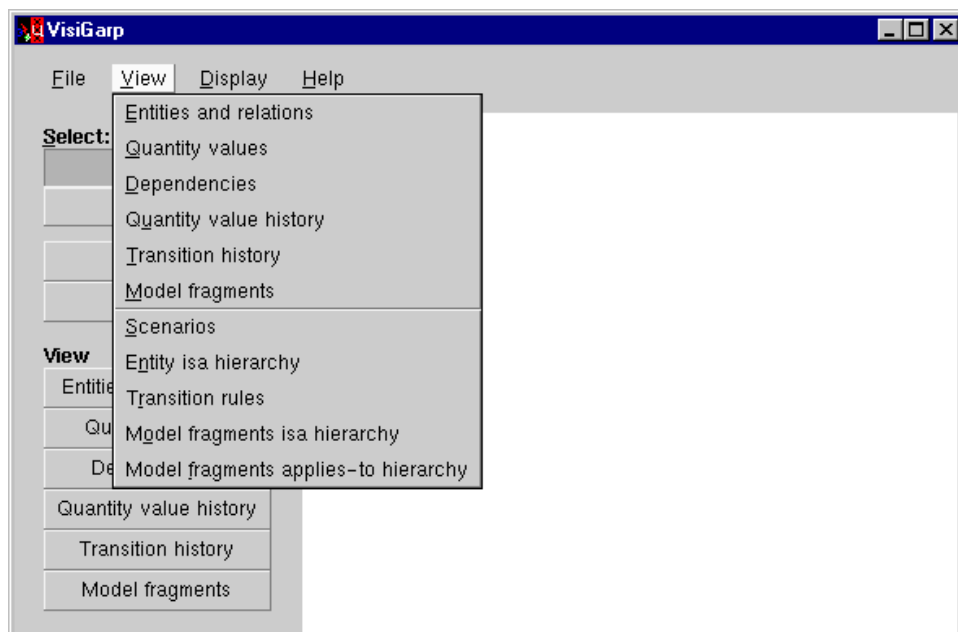 VisiGarp
File View Display Help
Entities and relations
Quantity values
Dependencies
Quantity value history
Transition history
Model fragments
Scenarios
Entity isa hierarchy
Transition rules
Model fragments isa hierarchy
Model fragments applies-to hierarchy
Select:
View
Quantity value history
Transition history
Model fragments